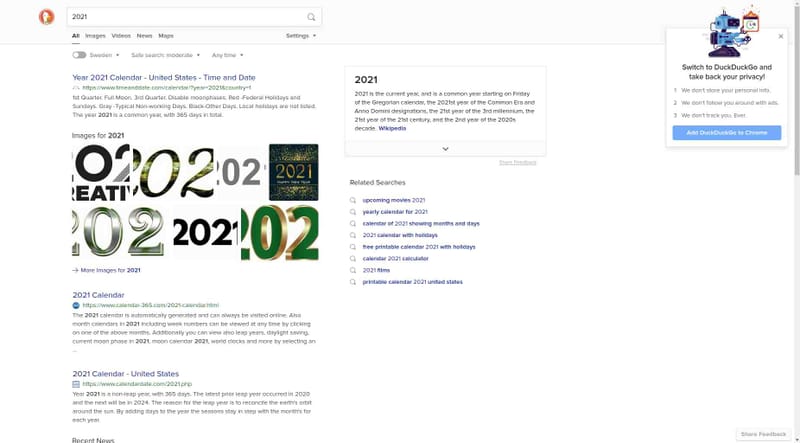 2021
All Images Videos News Maps Settings
Sweden Safe search: moderate Any time
Year 2021 Calendar - United States - Time and Date
https://www.timeanddate.com/calendar/?year=2021&country=1
1st Quarter. Full Moon. 3rd Quarter. Disable moonphases. Red -Federal Holidays and
Sundays. Gray -Typical Non-working Days. Black-Other Days. Local holidays are not listed.
The year 2021 is a common year, with 365 days in total.
Images for 2021
2021
CREATI
202
202
2021
HAPPY NEW YEAR
202
2021
202
More Images for 2021
2021 Calendar
https://www.calendar-365.com/2021-calendar.html
The 2021 calendar is automatically generated and can always be visited online. Also
month calendars in 2021 including week numbers can be viewed at any time by clicking
on one of the above months. Additionally you can view also leap years, daylight saving,
current moon phase in 2021, moon calendar 2021, world clocks and more by selecting an
...
2021 Calendar - United States
https://www.calendardate.com/2021.php
Year 2021 is a non-leap year, with 365 days. The latest prior leap year occurred in 2020
and the next will be in 2024. The reason for the leap year is to reconcile the earth's orbit
around the sun. By adding days to the year the seasons stay in step with the month's for
each year.
Recent News
2021
2021 is the current year, and is a common year starting on Friday
of the Gregorian calendar, the 2021st year of the Common Era and
Anno Domini designations, the 21st year of the 3rd millennium, the
21st year of the 21st century, and the 2nd year of the 2020s
decade. Wikipedia
Share Feedback
Related Searches
upcoming movies 2021
yearly calendar for 2021
calendar of 2021 showing months and days
2021 calendar with holidays
free printable calendar 2021 with holidays
calendar 2021 calculator
2021 films
printable calendar 2021 united states
Switch to DuckDuckGo and
take back your privacy!
1 We don't store your personal info.
2 We don't follow you around with ads.
3 We don't track you. Ever.
Add DuckDuckGo to Chrome
Share Feedback